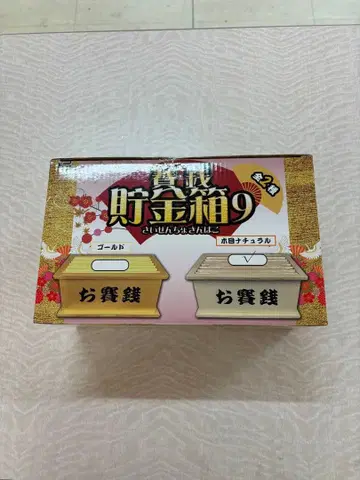 賽銭
貯金箱9
さいせんちょきんばこ
全2種
ゴールド
木目ナチュラル
お賽銭
お賽銭